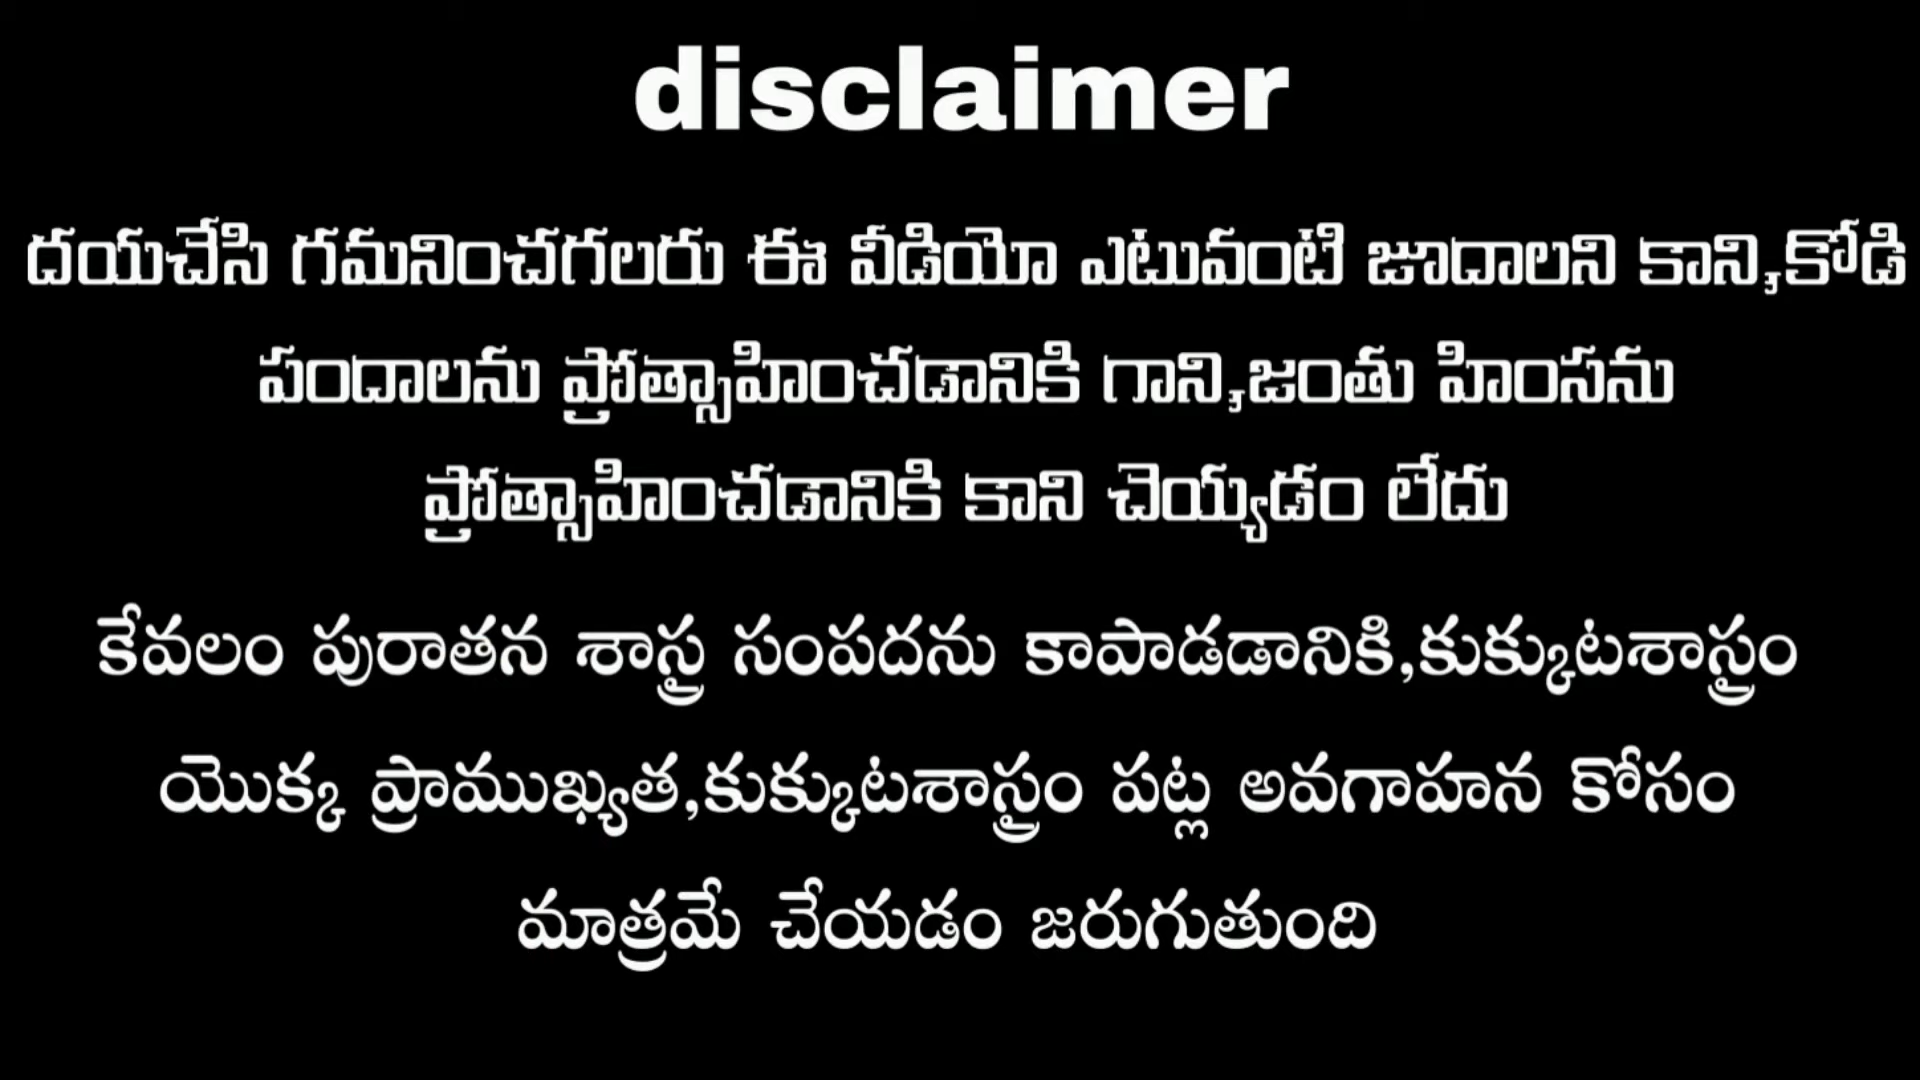 disclaimer
దయచేసి గమనించగలరు ఈ వీడియో ఎటువంటి జూదాలని కాని,కోడి
పందాలను ప్రోత్సాహించడానికి గాని,జంతు హింసను
ప్రోత్సాహించడానికి కాని చెయ్యడం లేదు
కేవలం పురాతన శాస్త్ర సంపదను కాపాడడానికి,కుక్కుటశాస్త్రం
యొక్క ప్రాముఖ్యత,కుక్కుటశాస్త్రం పట్ల అవగాహన కోసం
మాత్రమే చేయడం జరుగుతుంది